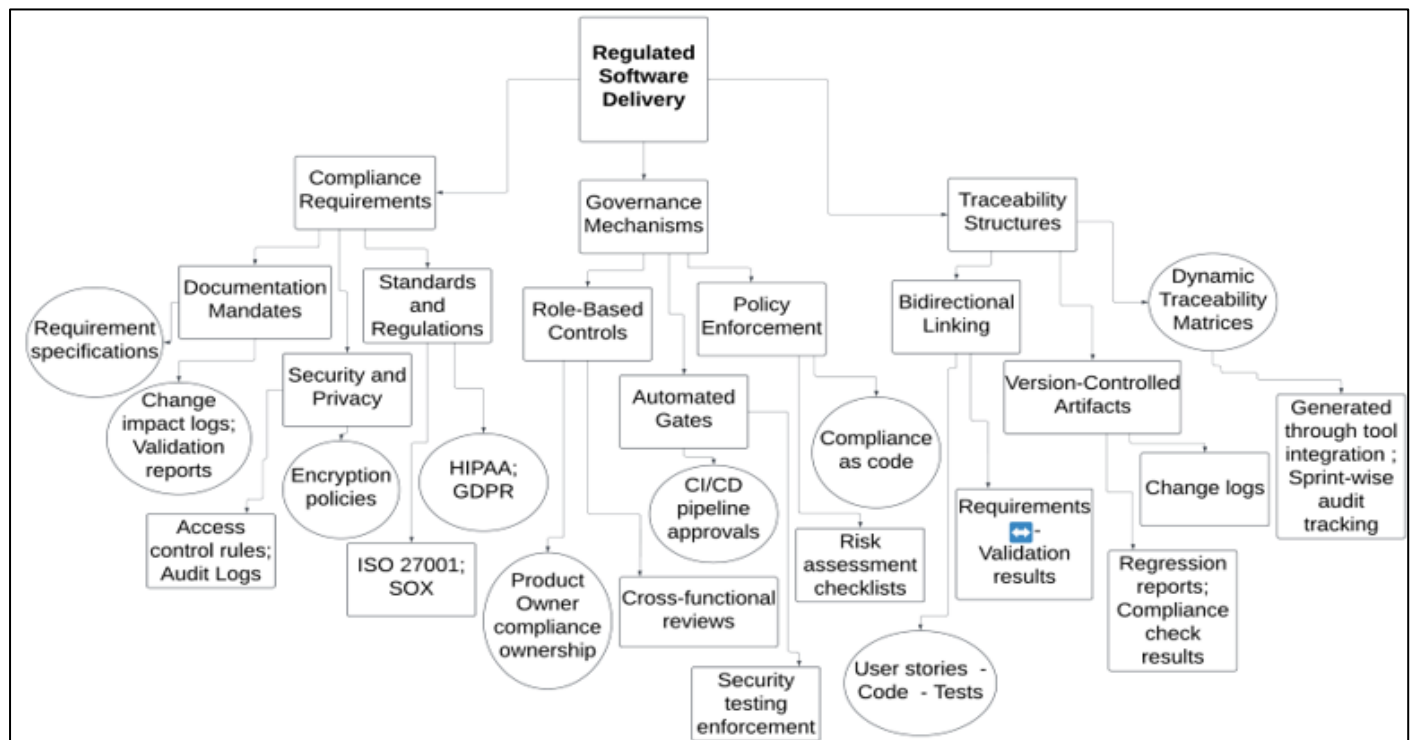 Regulated
Software
Delivery
Compliance
Requirements
Governance
Mechanisms
Traceability
Structures
Documentation
Mandates
Standards
and
Regulations
Role-Based
Controls
Policy
Enforcement
Bidirectional
Linking
Dynamic
Traceability
Matrices
Requirement
specifications
Change
impact logs;
Validation
reports
Security and
Privacy
Automated
Gates
Version-Controlled
Artifacts
Generated
through tool
integration ;
Sprint-wise
audit
tracking
Access
control rules;
Audit Logs
Encryption
policies
HIPAA;
GDPR
ISO 27001;
SOX
Product
Owner
compliance
ownership
Cross-functional
reviews
CI/CD
pipeline
approvals
Security
testing
enforcement
Compliance
as code
Risk
assessment
checklists
User stories -
Code - Tests
Requirements
↔️-
Validation
results
Change logs
Regression
reports;
Compliance
check
results